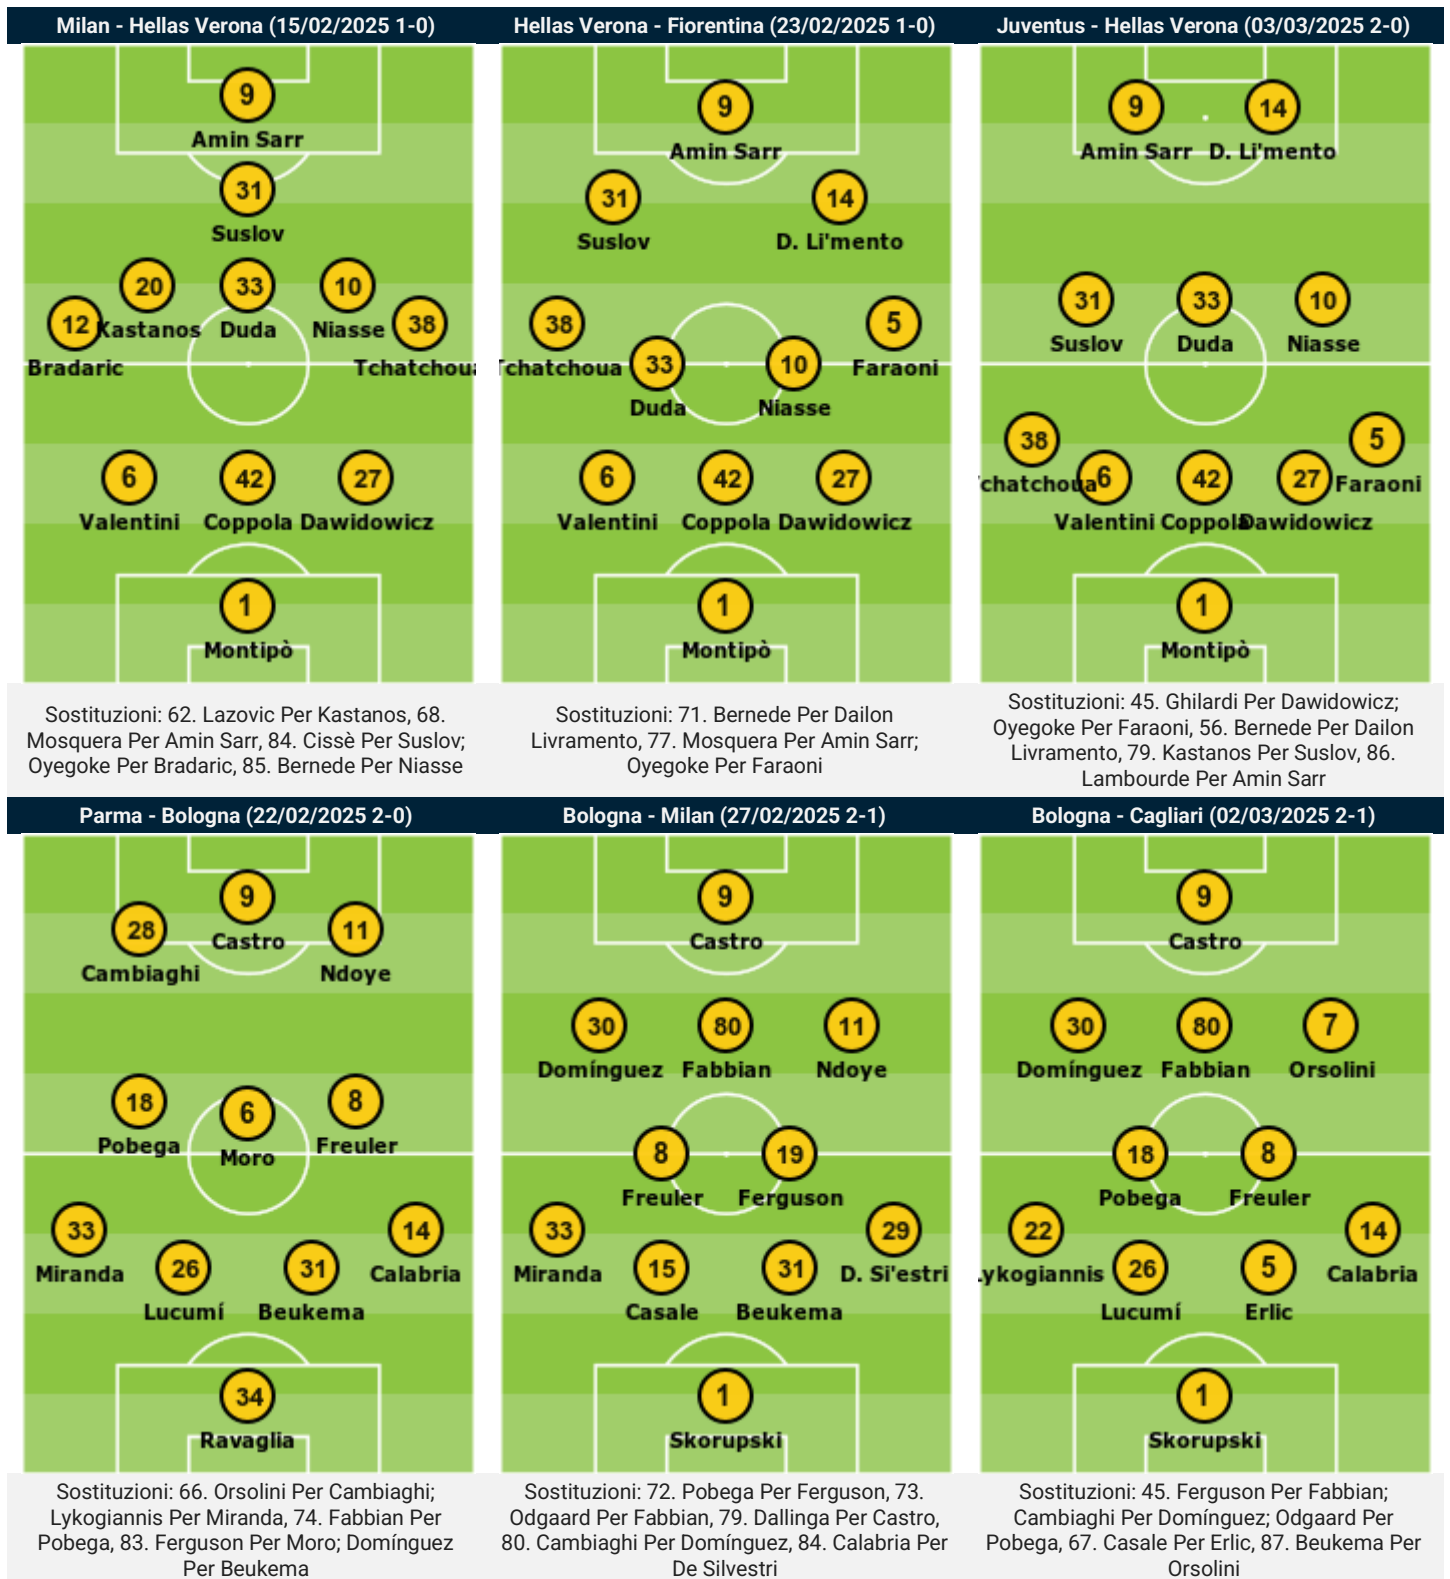 Milan - Hellas Verona (15/02/2025 1-0)
9
Amin Sarr
31
Suslov
20
33
10
12
Kastanos
Duda
Niasse
38
Bradaric
Tchatchoua
6
42
27
Valentini
Coppola
Dawidowicz
1
Montipò
Sostituzioni: 62. Lazovic Per Kastanos, 68.
Mosquera Per Amin Sarr, 84. Cissè Per Suslov;
Oyegoke Per Bradaric, 85. Bernede Per Niasse
Hellas Verona - Fiorentina (23/02/2025 1-0)
9
Amin Sarr
31
14
Suslov
D. Li'mento
38
5
Tchatchoua
33
10
Faraoni
Duda
Niasse
6
42
27
Valentini
Coppola
Dawidowicz
1
Montipò
Sostituzioni: 71. Bernede Per Dailon
Livramento, 77. Mosquera Per Amin Sarr;
Oyegoke Per Faraoni
Juventus - Hellas Verona (03/03/2025 2-0)
9
14
Amin Sarr
D. Li'mento
31
33
10
Suslov
Duda
Niasse
38
5
Tchatchoua
6
42
27
Faraoni
Valentini
Coppola
Dawidowicz
1
Montipò
Sostituzioni: 45. Ghilardi Per Dawidowicz;
Oyegoke Per Faraoni, 56. Bernede Per Dailon
Livramento, 79. Kastanos Per Suslov, 86.
Lambourde Per Amin Sarr
Parma - Bologna (22/02/2025 2-0)
9
28
Castro
11
Cambiaghi
Ndoye
18
6
8
Pobega
Moro
Freuler
33
14
Miranda
26
31
Calabria
Lucumí
Beukema
34
Ravaglia
Sostituzioni: 66. Orsolini Per Cambiaghi;
Lykogiannis Per Miranda, 74. Fabbian Per
Pobega, 83. Ferguson Per Moro; Domínguez
Per Beukema
Bologna - Milan (27/02/2025 2-1)
9
Castro
30
80
11
Domínguez
Fabbian
Ndoye
8
19
Freuler
Ferguson
33
29
Miranda
15
31
D. Si'estri
Casale
Beukema
1
Skorupski
Sostituzioni: 72. Pobega Per Ferguson, 73.
Odgaard Per Fabbian, 79. Dallinga Per Castro,
80. Cambiaghi Per Domínguez, 84. Calabria Per
De Silvestri
Bologna - Cagliari (02/03/2025 2-1)
9
Castro
30
80
7
Domínguez
Fabbian
Orsolini
18
8
Pobega
Freuler
22
14
Lykogiannis
26
5
Calabria
Lucumí
Erlic
1
Skorupski
Sostituzioni: 45. Ferguson Per Fabbian;
Cambiaghi Per Domínguez; Odgaard Per
Pobega, 67. Casale Per Erlic, 87. Beukema Per
Orsolini